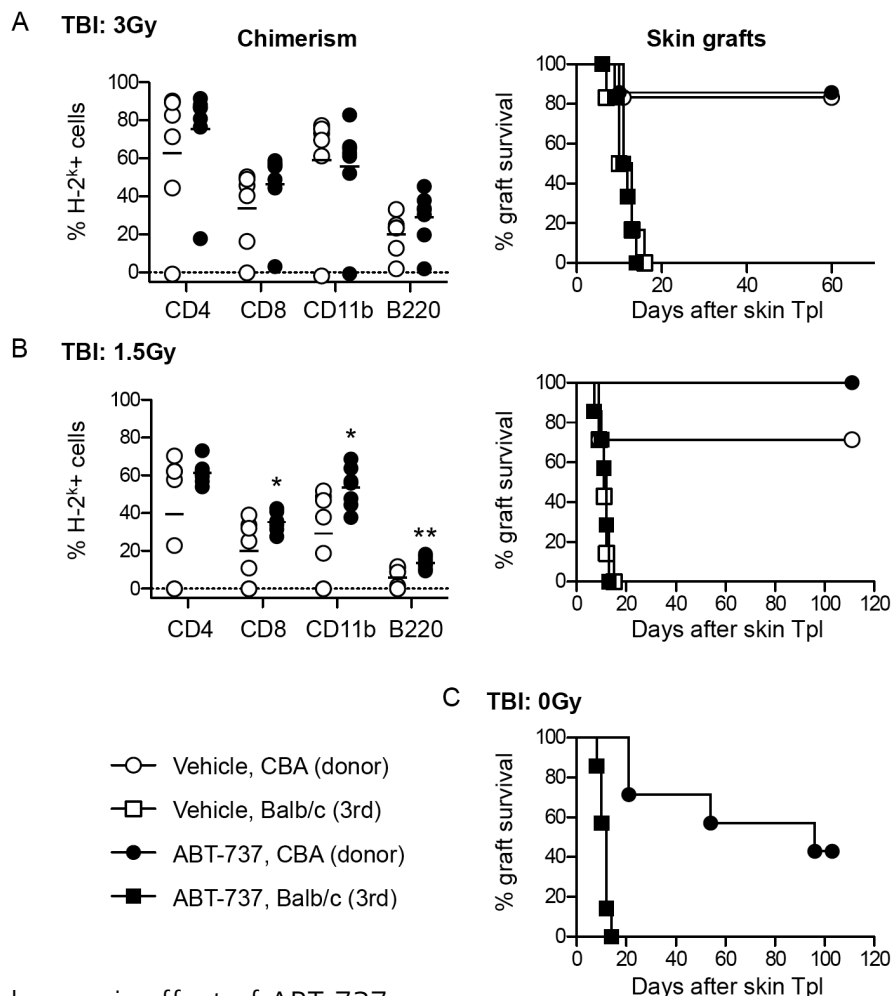 A TBI: 3Gy
Chimerism
Skin grafts
% H-2ᵏ+ cells
100
80
60
40
20
0
CD4 CD8 CD11b B220
% graft survival
100
80
60
40
20
0
0 20 40 60
Days after skin Tpl
B TBI: 1.5Gy
% H-2ᵏ+ cells
100
80
60
40
20
0
* * **
CD4 CD8 CD11b B220
% graft survival
100
80
60
40
20
0
0 20 40 60 80 100 120
Days after skin Tpl
C TBI: 0Gy
Vehicle, CBA (donor)
Vehicle, Balb/c (3rd)
ABT-737, CBA (donor)
ABT-737, Balb/c (3rd)
% graft survival
100
80
60
40
20
0
0 20 40 60 80 100 120
Days after skin Tpl
effect of ABT-737